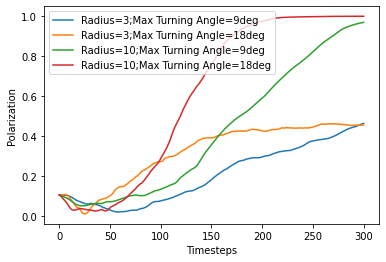 Radius=3;Max Turning Angle=9deg
Radius=3;Max Turning Angle=18deg
Radius=10;Max Turning Angle=9deg
Radius=10;Max Turning Angle=18deg
1.0
0.8
0.6
0.4
0.2
0.0
Polarization
0 50 100 150 200 250 300
Timesteps